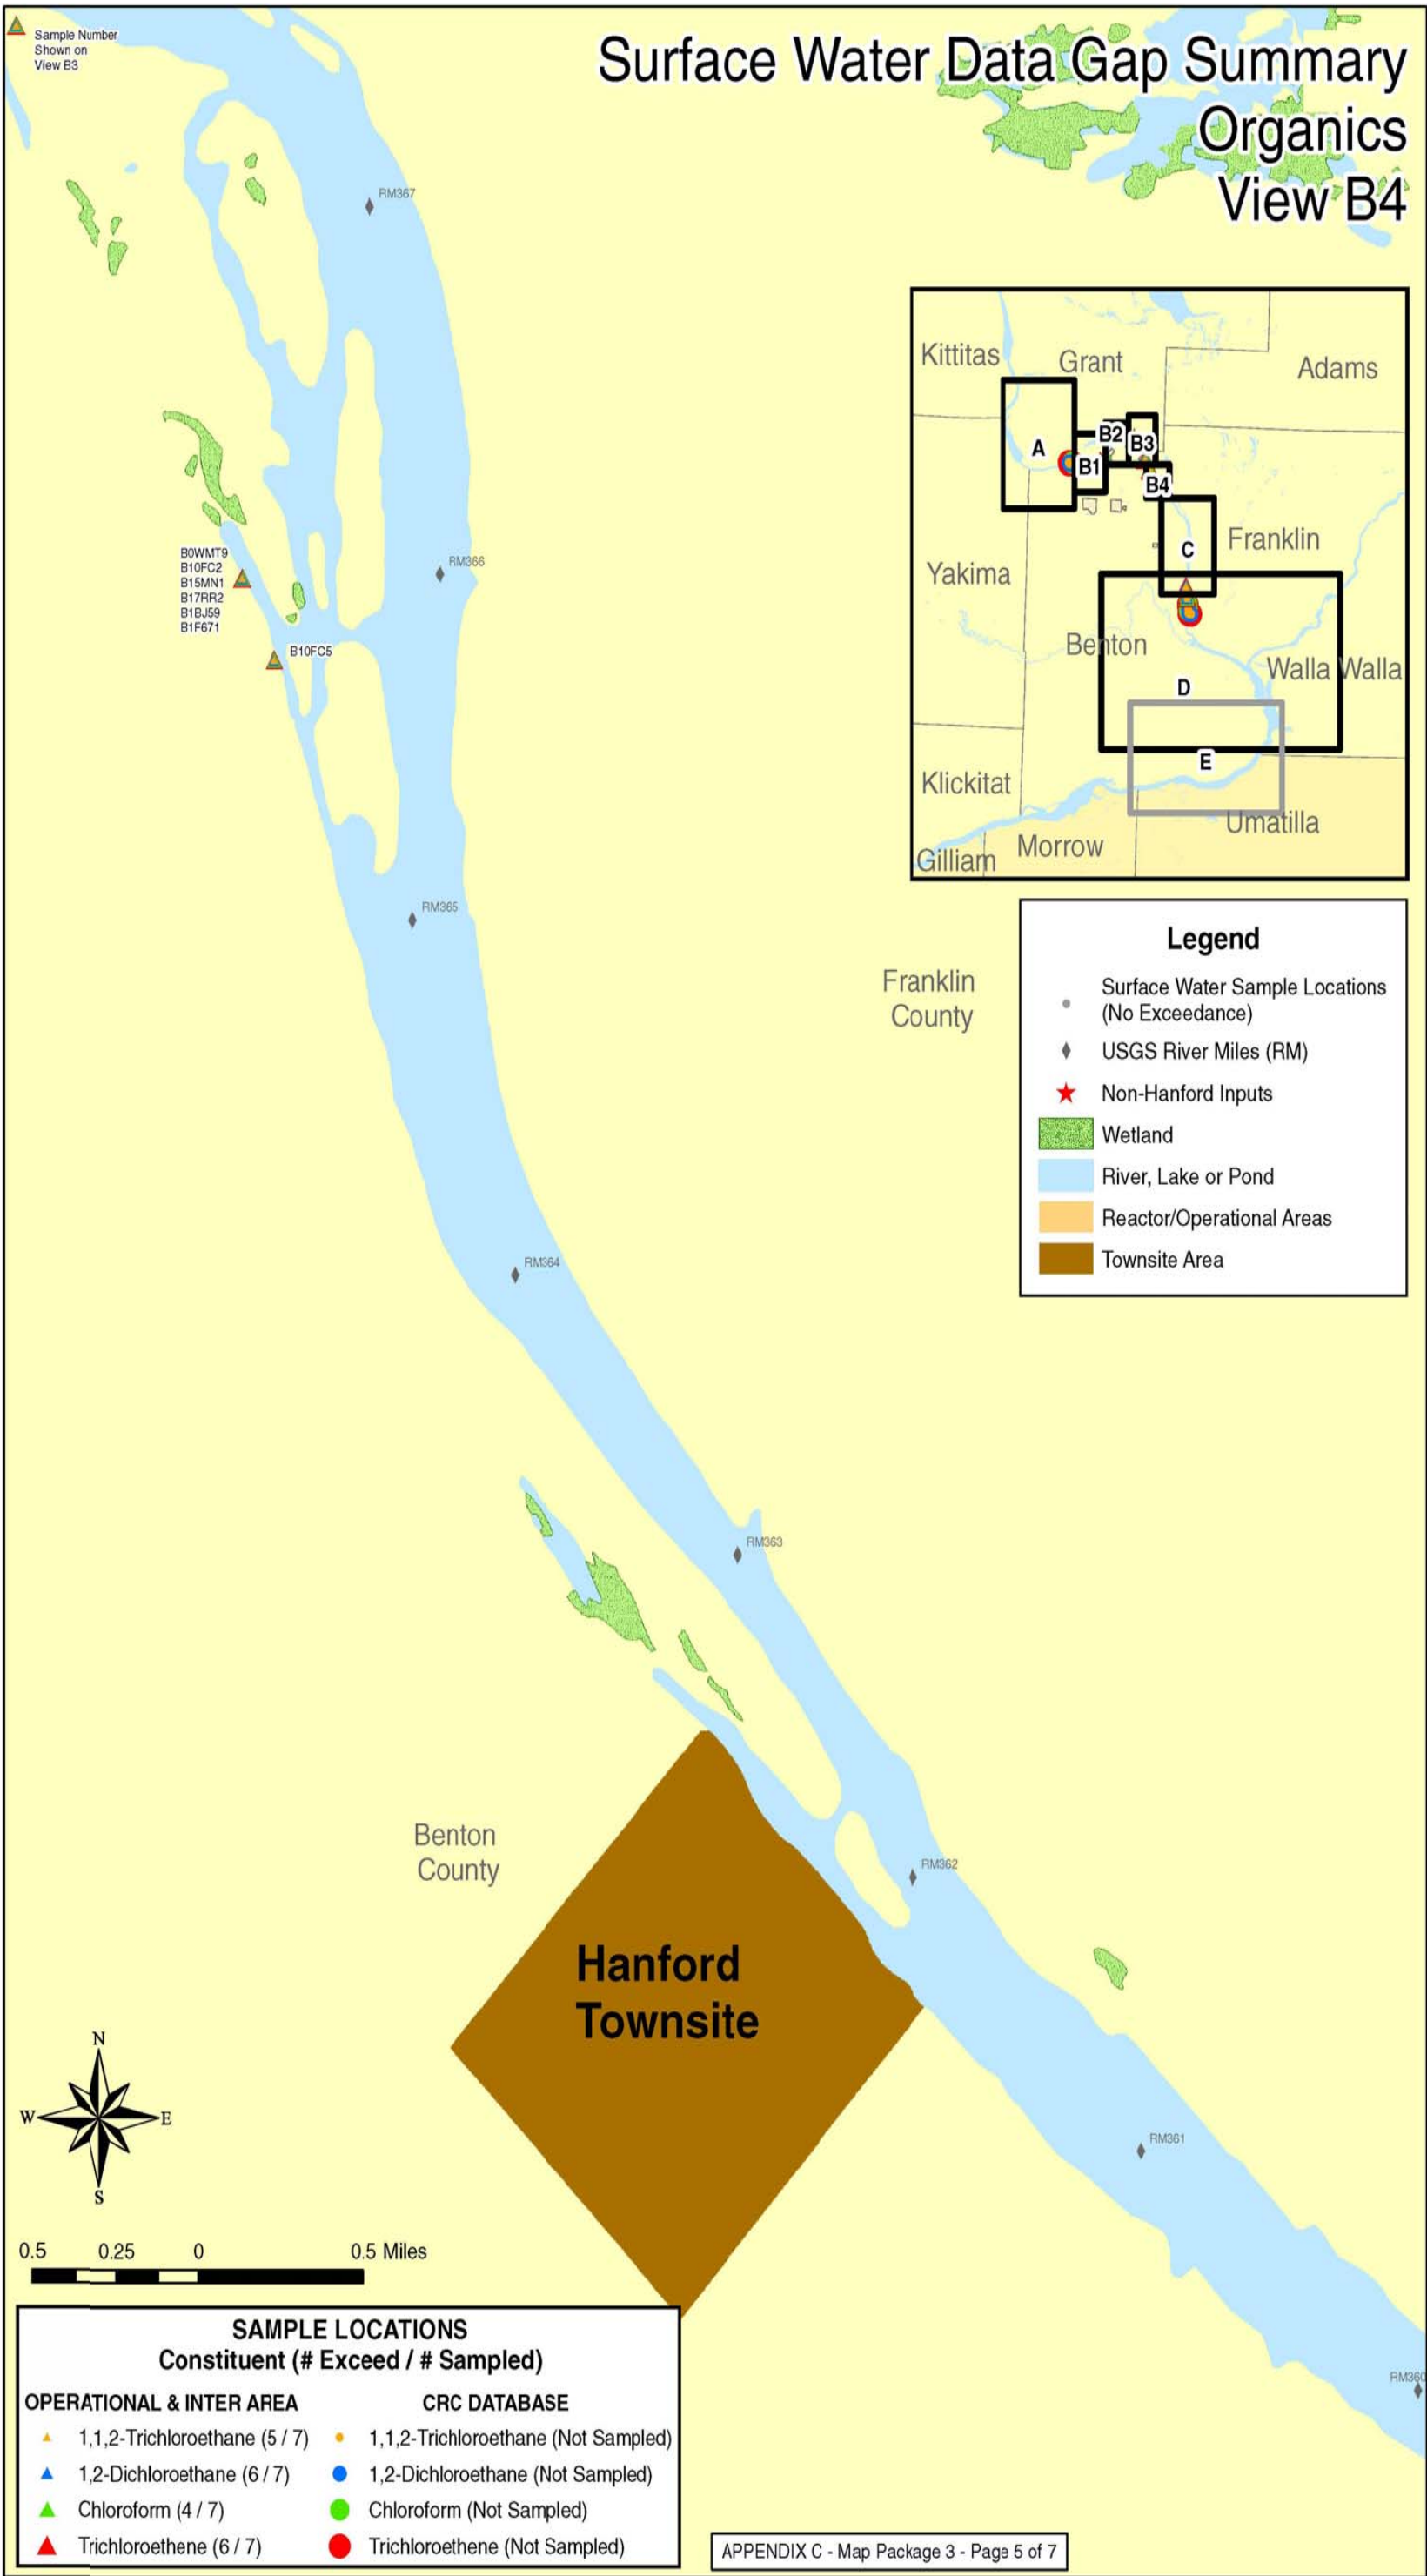 Sample Number
Shown on
View B3
Surface Water Data Gap Summary
Organics
View B4
RM367
Kittitas
Grant
Adams
A
B1
B2
B3
B4
C
Franklin
Yakima
Benton
Walla Walla
D
E
Klickitat
Umatilla
Morrow
Gilliam
B0WMT9
B10FC2
B15MN1
B17RR2
B1BJ59
B1F671
RM366
B10FC5
RM365
Franklin
County
Legend
Surface Water Sample Locations
(No Exceedance)
USGS River Miles (RM)
Non-Hanford Inputs
Wetland
River, Lake or Pond
Reactor/Operational Areas
Townsite Area
RM364
RM363
Benton
County
RM362
Hanford
Townsite
N
W
E
S
RM361
0.5 0.25 0 0.5 Miles
RM360
SAMPLE LOCATIONS
Constituent (# Exceed / # Sampled)
OPERATIONAL & INTER AREA
1,1,2-Trichloroethane (5 / 7)
1,2-Dichloroethane (6 / 7)
Chloroform (4 / 7)
Trichloroethene (6 / 7)
CRC DATABASE
1,1,2-Trichloroethane (Not Sampled)
1,2-Dichloroethane (Not Sampled)
Chloroform (Not Sampled)
Trichloroethene (Not Sampled)
APPENDIX C - Map Package 3 - Page 5 of 7